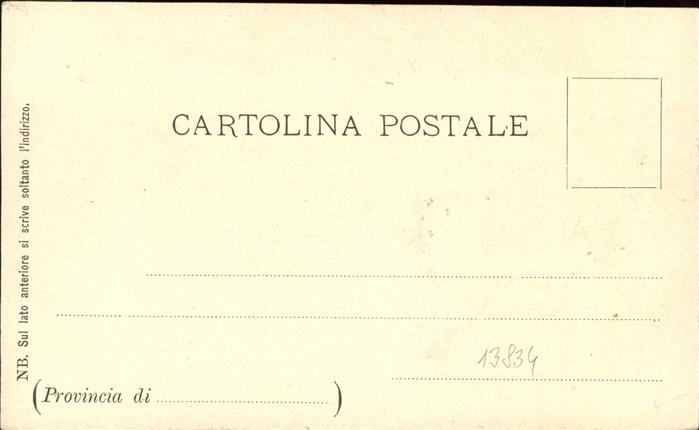 CARTOLINA POSTALE
NB. Sul lato anteriore si scrive soltanto l'indirizzo.
13834
(Provincia di)